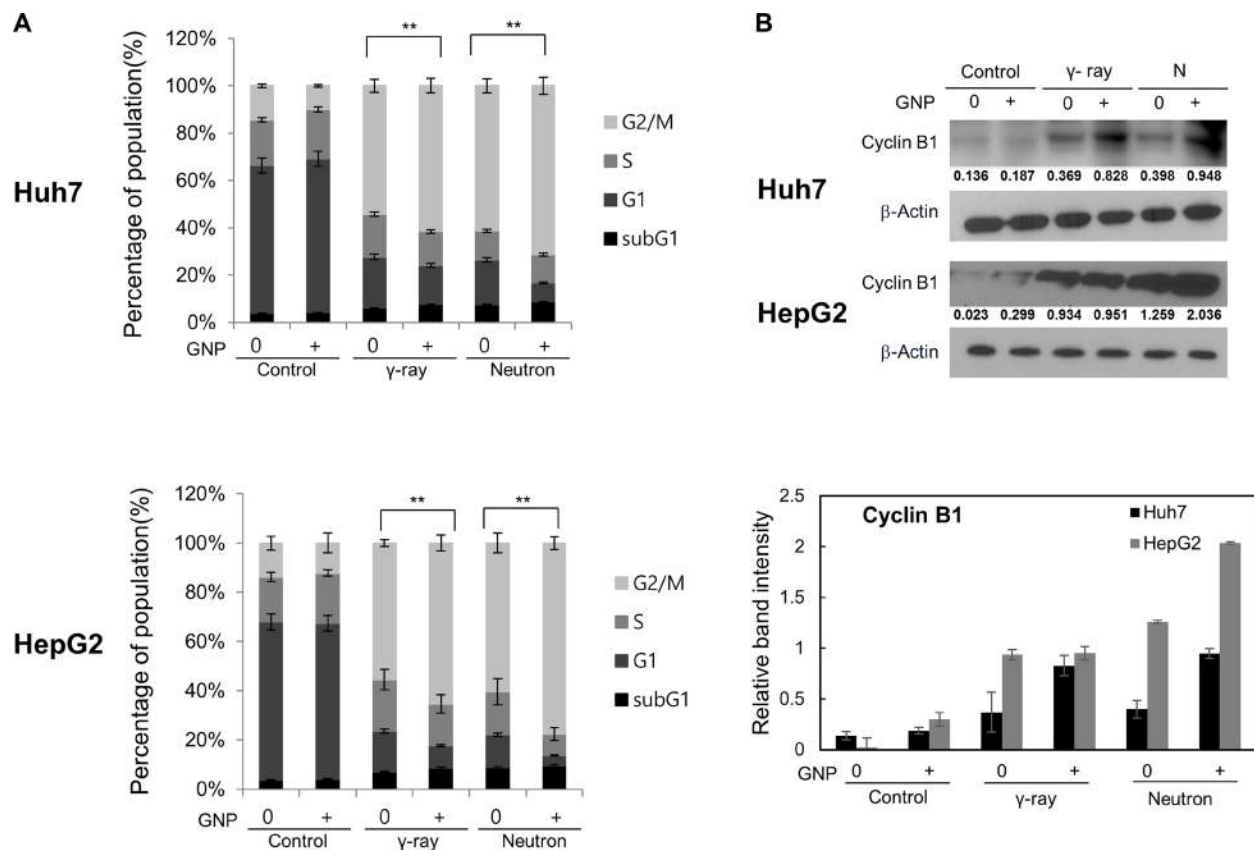 A
Huh7
Percentage of population(%)
120%
100%
80%
60%
40%
20%
0%
** **
G2/M
S
G1
subG1
GNP 0 + 0 + 0 +
Control γ-ray Neutron
HepG2
Percentage of population(%)
120%
100%
80%
60%
40%
20%
0%
** **
G2/M
S
G1
subG1
GNP 0 + 0 + 0 +
Control γ-ray Neutron
B
Control γ- ray N
GNP 0 + 0 + 0 +
Huh7
Cyclin B1
0.136 0.187 0.369 0.828 0.398 0.948
β-Actin
HepG2
Cyclin B1
0.023 0.299 0.934 0.951 1.259 2.036
β-Actin
Cyclin B1
Huh7
HepG2
Relative band intensity
2.5
2
1.5
1
0.5
0
GNP 0 + 0 + 0 +
Control γ-ray Neutron